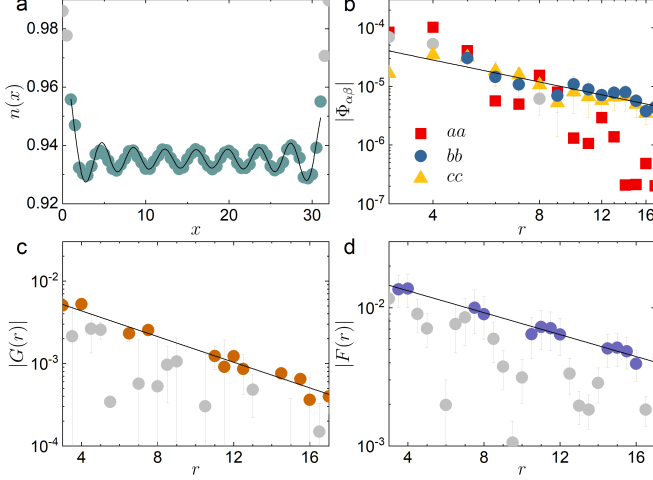 a
0.98
0.96
0.94
0.92
n(x)
0 10 20 30
x
b
10⁻⁴
10⁻⁵
10⁻⁶
10⁻⁷
|Φαβ|
aa
bb
cc
4 8 12 16
r
c
10⁻²
10⁻³
10⁻⁴
|G(r)|
4 8 12 16
r
d
10⁻²
10⁻³
|F(r)|
4 8 12 16
r